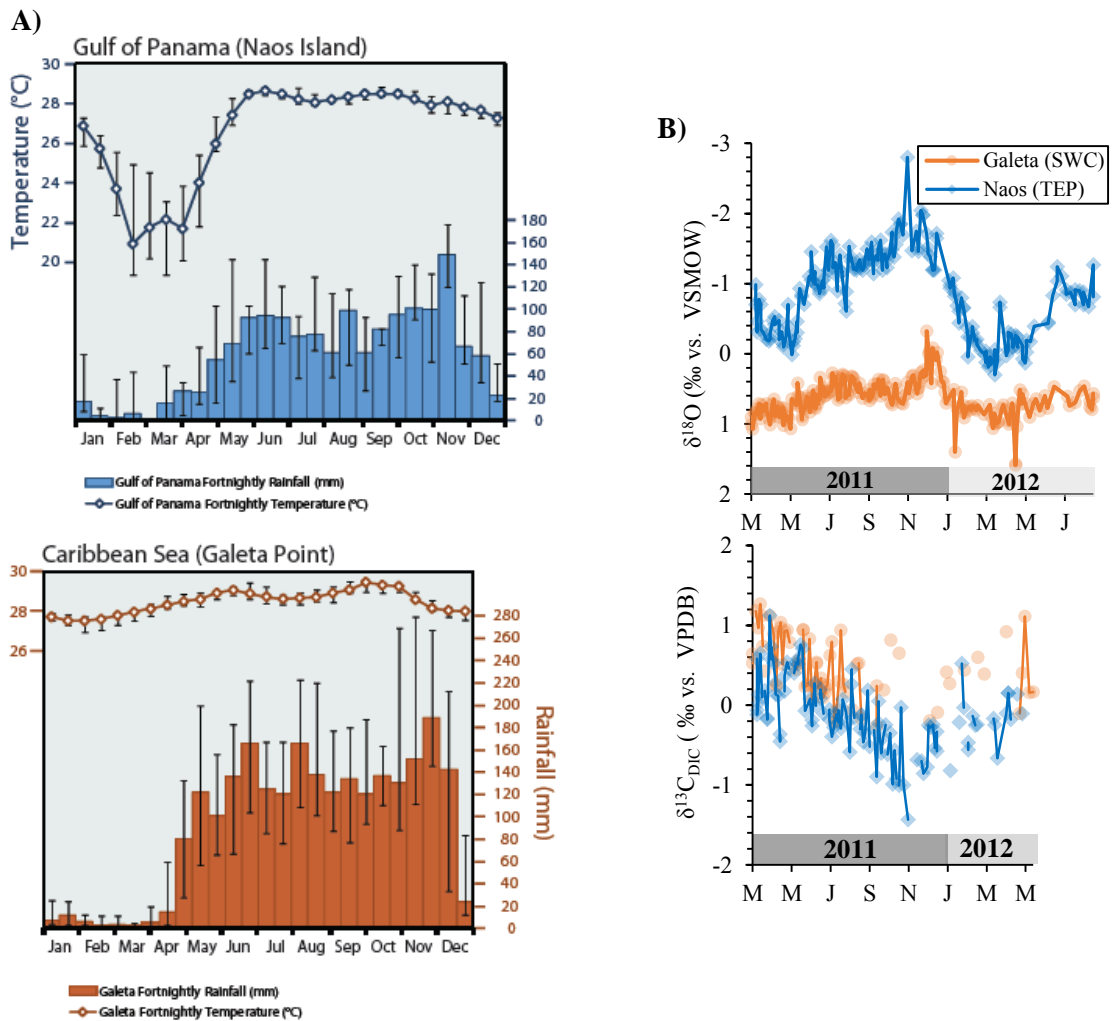 A)
Gulf of Panama (Naos Island)
Temperature (°C)
30
28
26
24
22
20
180
160
140
120
100
80
60
40
20
0
Jan Feb Mar Apr May Jun Jul Aug Sep Oct Nov Dec
Gulf of Panama Fortnightly Rainfall (mm)
Gulf of Panama Fortnightly Temperature (°C)
Caribbean Sea (Galeta Point)
30
28
26
280
260
240
220
200
180
160
140
120
100
80
60
40
20
0
Rainfall (mm)
Jan Feb Mar Apr May Jun Jul Aug Sep Oct Nov Dec
Galeta Fortnightly Rainfall (mm)
Galeta Fortnightly Temperature (°C)
B)
Galeta (SWC)
Naos (TEP)
δ18O (‰ vs. VSMOW)
-3
-2
-1
0
1
2
2011 2012
M M J S N J M M J
δ13CDIC ( ‰ vs. VPDB)
2
1
0
-1
-2
2011 2012
M M J S N J M M